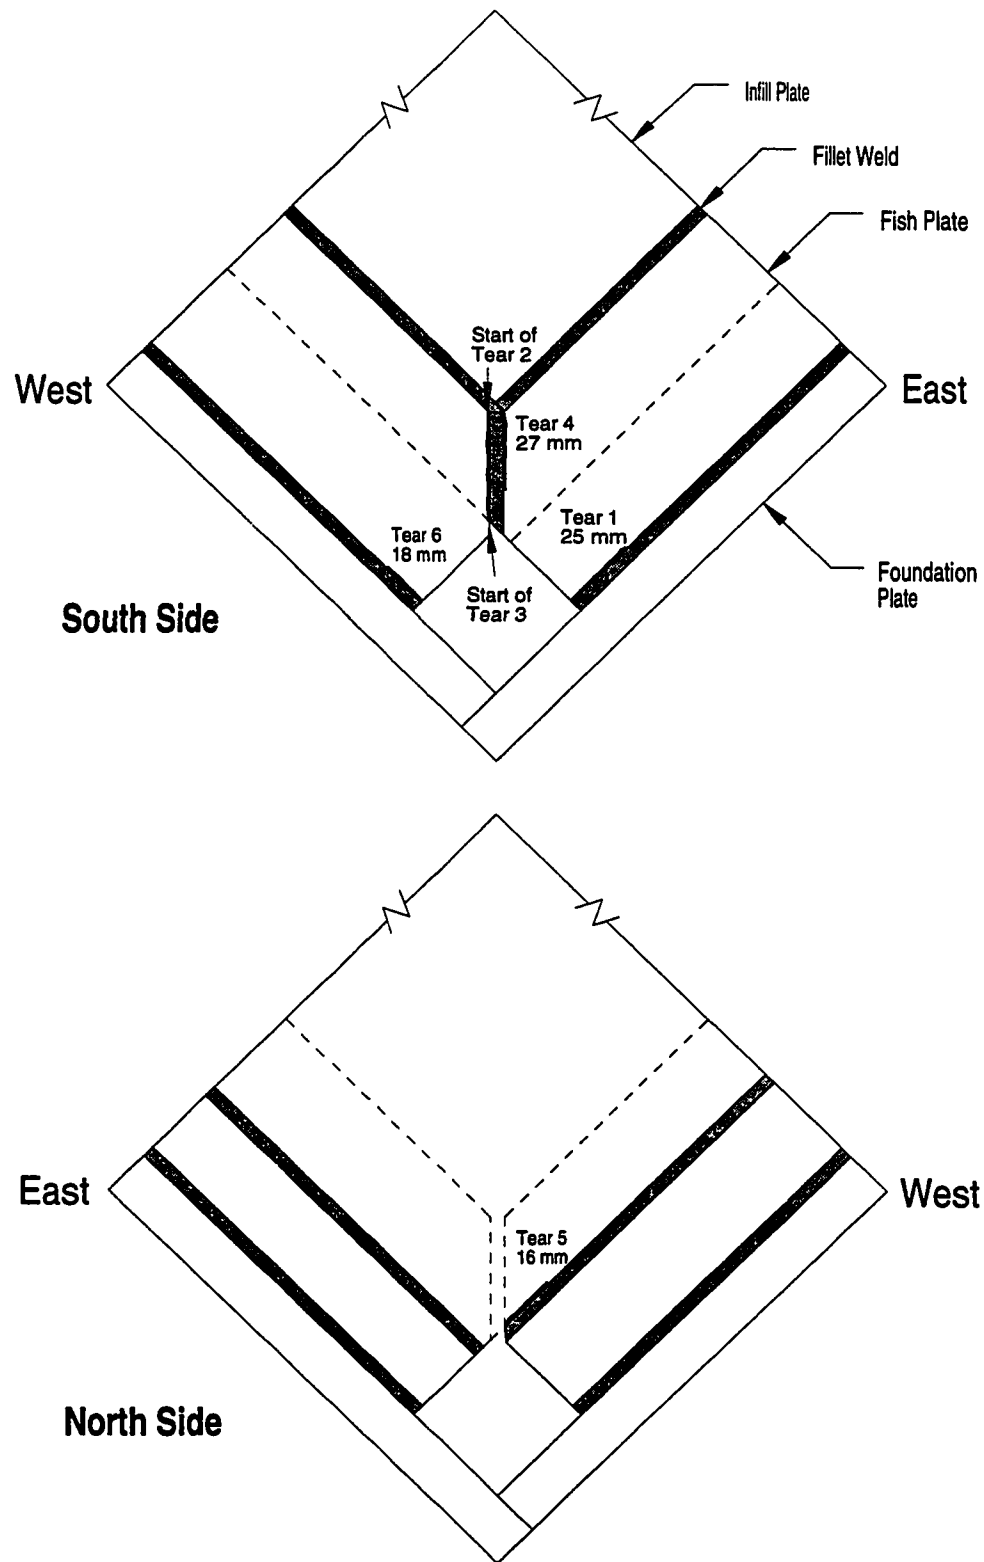 Infill Plate
Fillet Weld
Fish Plate
Start of
Tear 2
West
East
Tear 4
27 mm
Tear 6
18 mm
Tear 1
25 mm
Start of
Tear 3
Foundation
Plate
South Side
East
West
Tear 5
16 mm
North Side